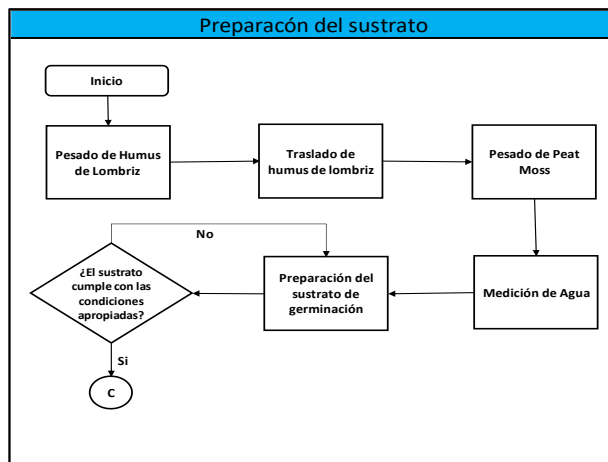 Preparacón del sustrato
Inicio
Pesado de Humus
de Lombriz
Traslado de
humus de lombriz
Pesado de Peat
Moss
No
¿El sustrato
cumple con las
condiciones
apropiadas?
Preparación del
sustrato de
germinación
Medición de Agua
Si
C